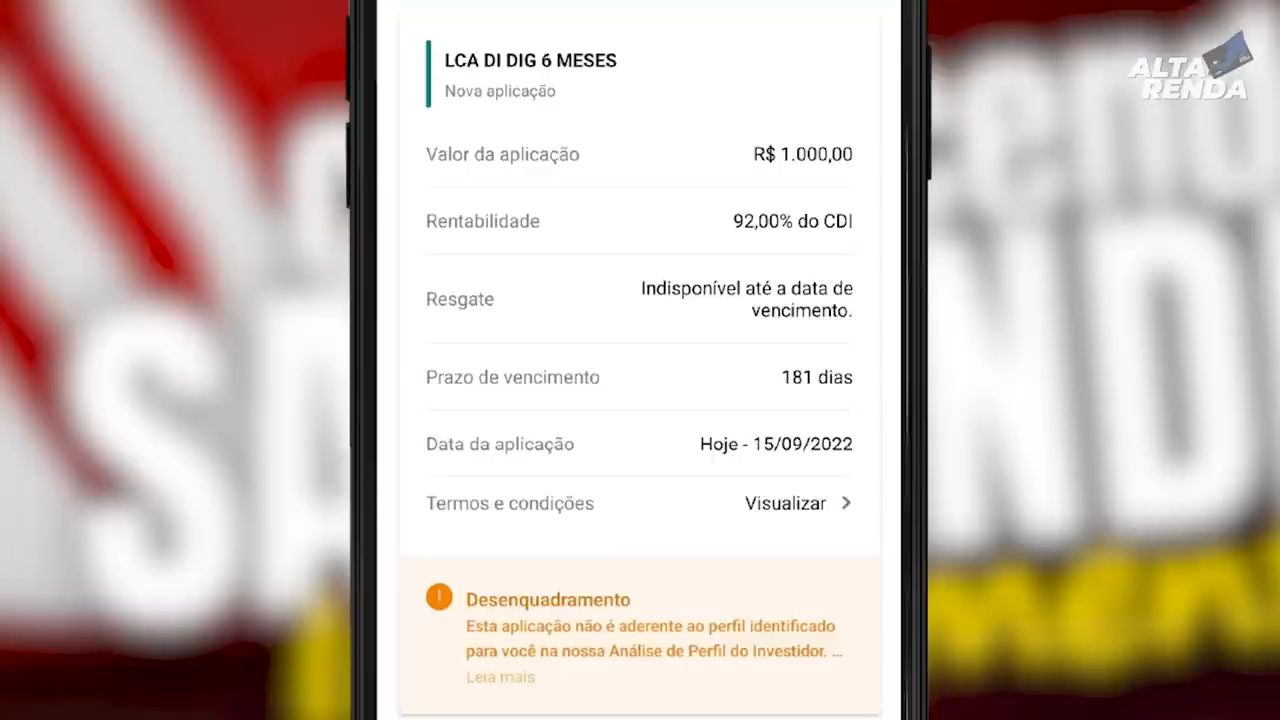 ALTA
RENDA
LCA DI DIG 6 MESES
Nova aplicação
Valor da aplicação R$ 1.000,00
Rentabilidade 92,00% do CDI
Resgate Indisponível até a data de
vencimento.
Prazo de vencimento 181 dias
Data da aplicação Hoje - 15/09/2022
Termos e condições Visualizar
Desenquadramento
Esta aplicação não é aderente ao perfil identificado
para você na nossa Análise de Perfil do Investidor. ...
Leia mais